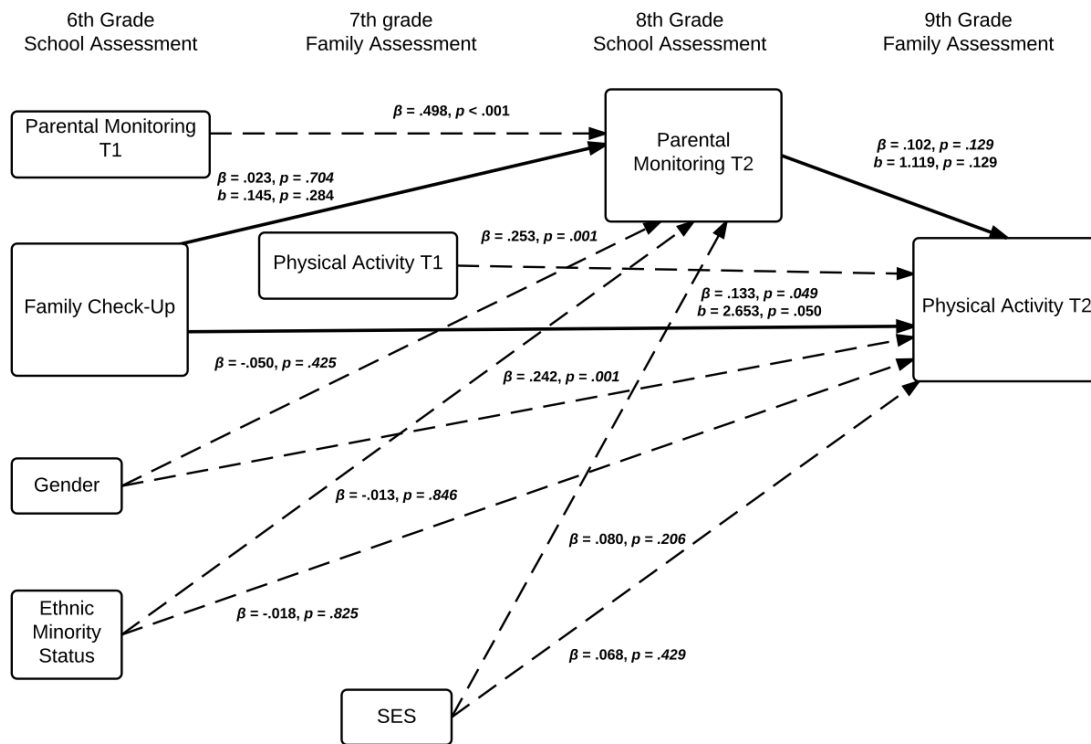 6th Grade
School Assessment
7th grade
Family Assessment
8th Grade
School Assessment
9th Grade
Family Assessment
Parental Monitoring
T1
β = .498, p < .001
Parental
Monitoring T2
β = .102, p = .129
b = 1.119, p = .129
β = .023, p = .704
b = .145, p = .284
β = .253, p = .001
Physical Activity T1
Family Check-Up
β = .133, p = .049
b = 2.653, p = .050
Physical Activity T2
β = -.050, p = .425
β = .242, p = .001
Gender
β = -.013, p = .846
β = .080, p = .206
Ethnic
Minority
Status
β = -.018, p = .825
β = .068, p = .429
SES